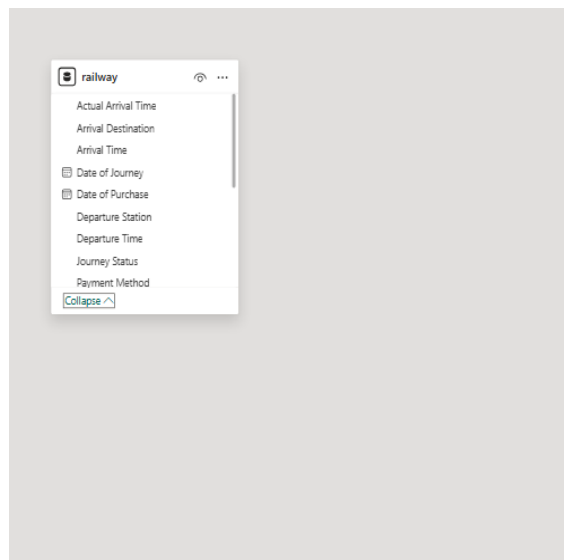 railway
Actual Arrival Time
Arrival Destination
Arrival Time
Date of Journey
Date of Purchase
Departure Station
Departure Time
Journey Status
Payment Method
Collapse